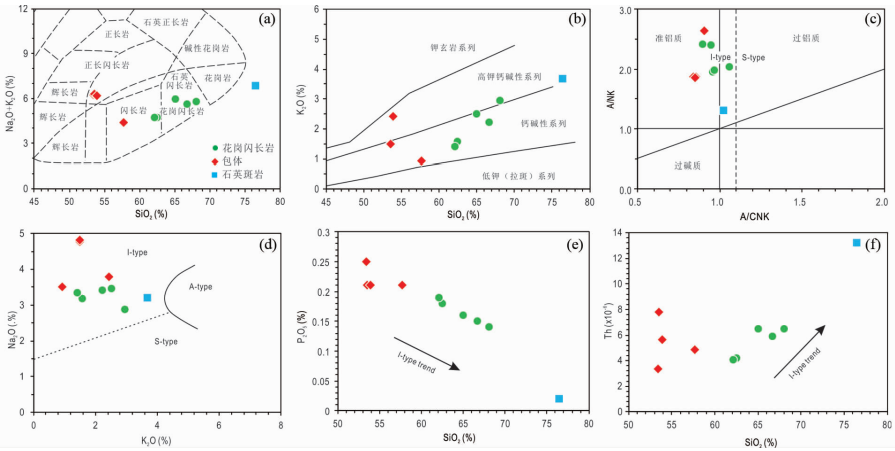 (a)
石英正长岩
正长岩
碱性花岗岩
正长闪长岩
石英
闪长岩
花岗岩
辉长岩
辉长岩
闪长岩
花岗闪长岩
辉长岩
花岗闪长岩
包体
石英斑岩
Na₂O+K₂O (%)
12
9
6
3
0
45 50 55 60 65 70 75 80
SiO₂ (%)
(b)
钾玄岩系列
高钾钙碱性系列
钙碱性系列
低钾（拉斑）系列
K₂O (%)
6
5
4
3
2
1
0
45 50 55 60 65 70 75 80
SiO₂ (%)
(c)
准铝质
过铝质
I-type
S-type
过碱质
A/NK
3.0
2.0
1.0
0.0
0.5 1.0 1.5 2.0
A/CNK
(d)
I-type
A-type
S-type
Na₂O (.%)
5
4
3
2
1
0
0 2 4 6 8
K₂O (%)
(e)
I-type trend
P₂O₅(%
0.30
0.25
0.2
0.15
0.1
0.05
0
50 55 60 65 70 75 80
SiO₂ (%)
(f)
I-type trend
Th (x10⁻⁶)
14
12
10
8
6
4
2
0
50 55 60 65 70 75 80
SiO₂ (%)